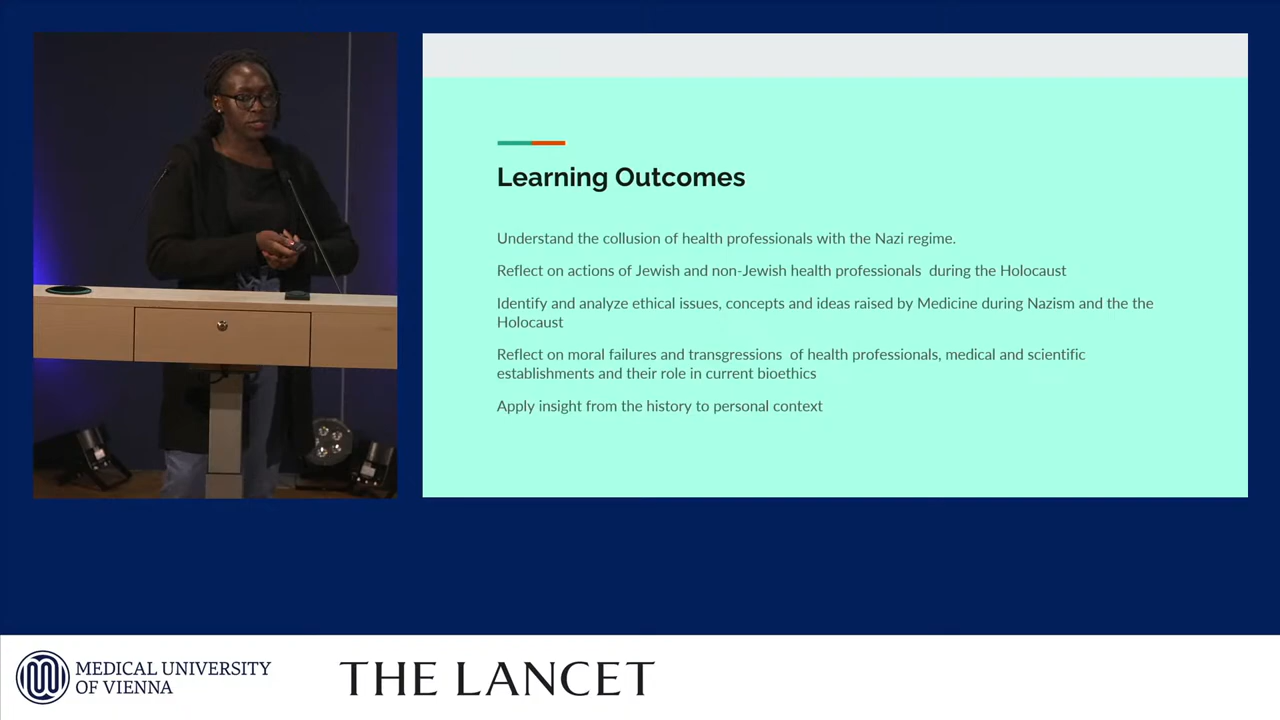 Learning Outcomes
Understand the collusion of health professionals with the Nazi regime.
Reflect on actions of Jewish and non-Jewish health professionals  during the Holocaust
Identify and analyze ethical issues, concepts and ideas raised by Medicine during Nazism and the the
Holocaust
Reflect on moral failures and transgressions  of health professionals, medical and scientific
establishments and their role in current bioethics
Apply insight from the history to personal context
MEDICAL UNIVERSITY
OF VIENNA
THE LANCET